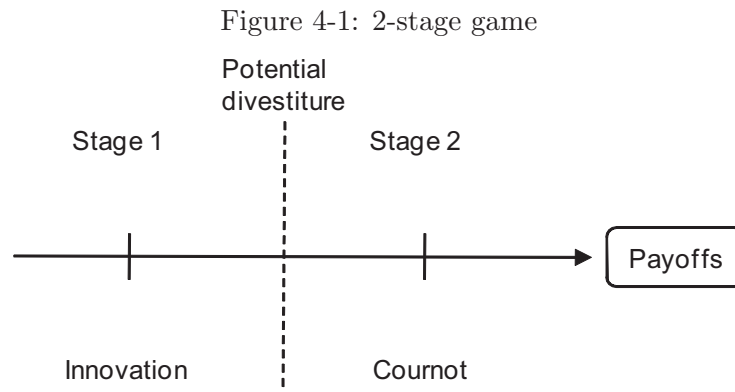 Figure 4-1: 2-stage game
Potential
divestiture
Stage 1
Stage 2
Payoffs
Innovation
Cournot